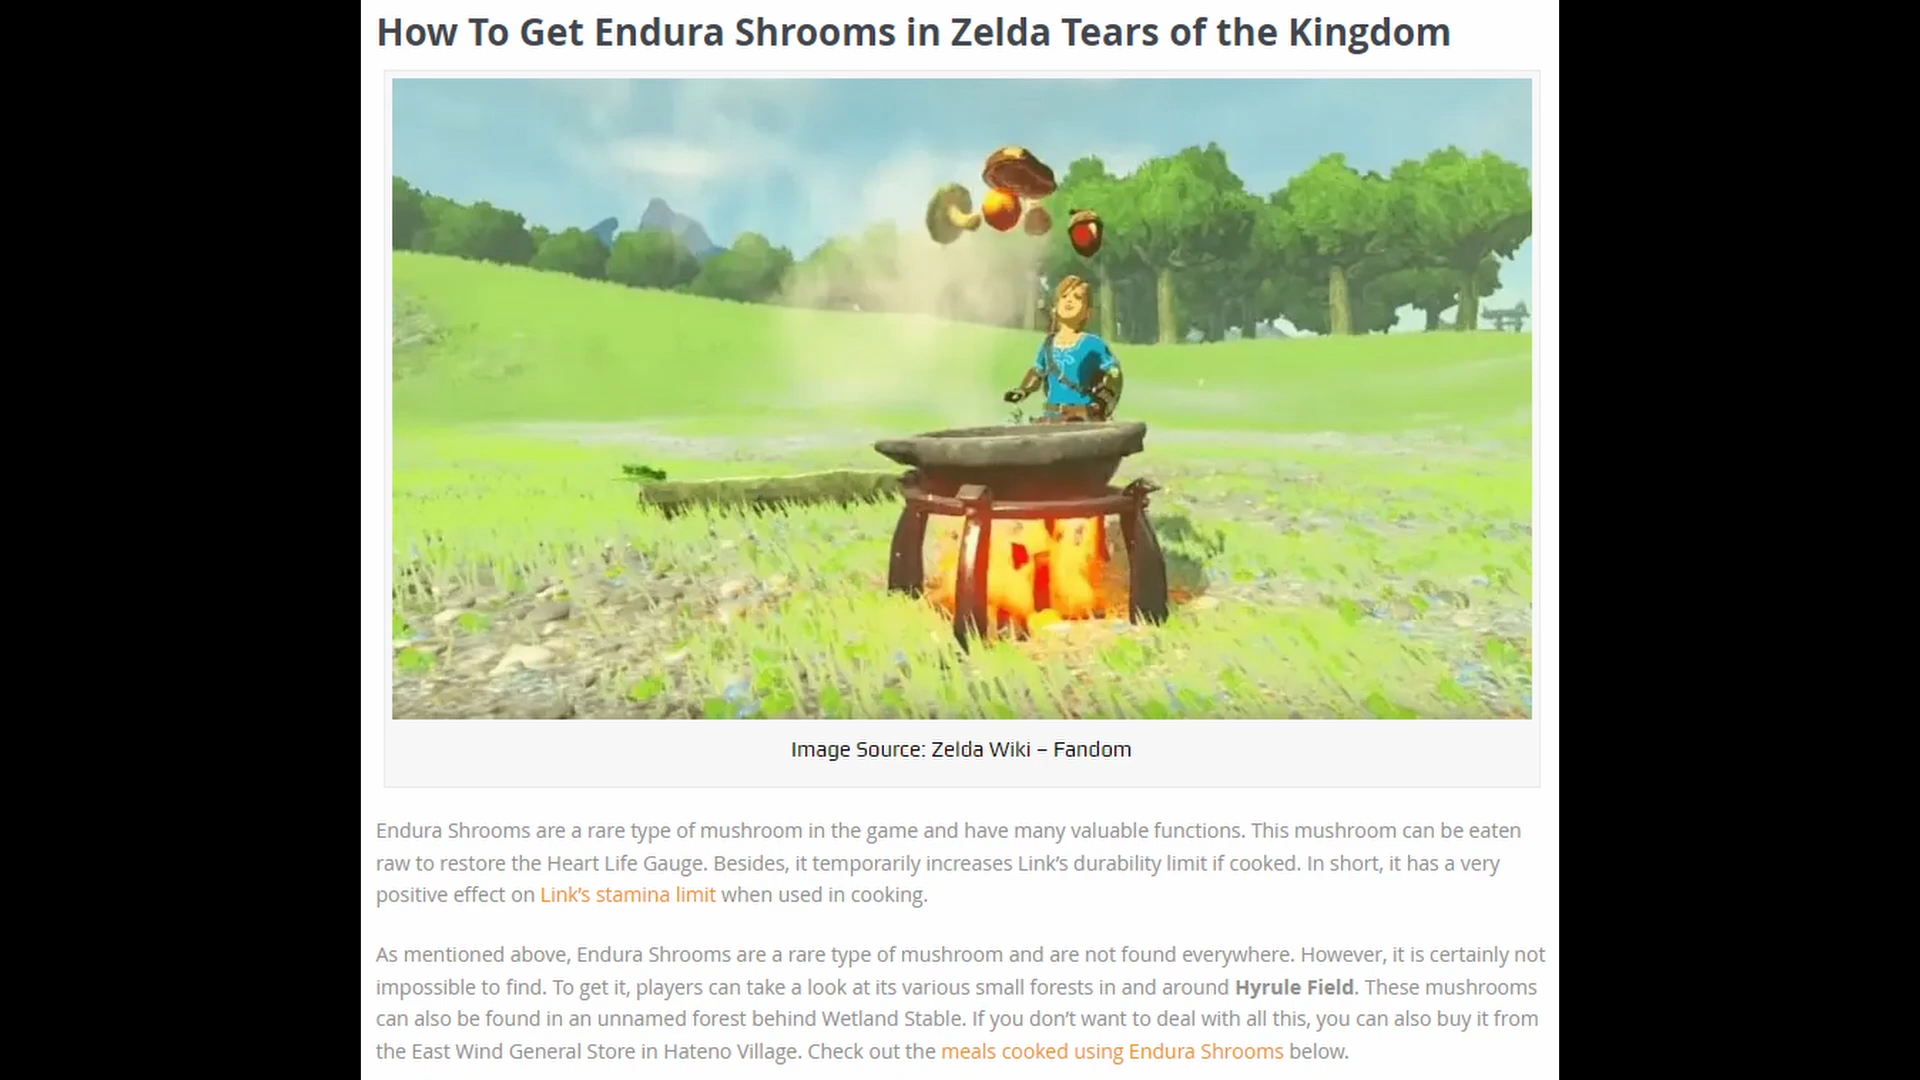 How To Get Endura Shrooms in Zelda Tears of the Kingdom
Image Source: Zelda Wiki – Fandom
Endura Shrooms are a rare type of mushroom in the game and have many valuable functions. This mushroom can be eaten
raw to restore the Heart Life Gauge. Besides, it temporarily increases Link’s durability limit if cooked. In short, it has a very
positive effect on Link’s stamina limit when used in cooking.
As mentioned above, Endura Shrooms are a rare type of mushroom and are not found everywhere. However, it is certainly not
impossible to find. To get it, players can take a look at its various small forests in and around Hyrule Field. These mushrooms
can also be found in an unnamed forest behind Wetland Stable. If you don’t want to deal with all this, you can also buy it from
the East Wind General Store in Hateno Village. Check out the meals cooked using Endura Shrooms below.